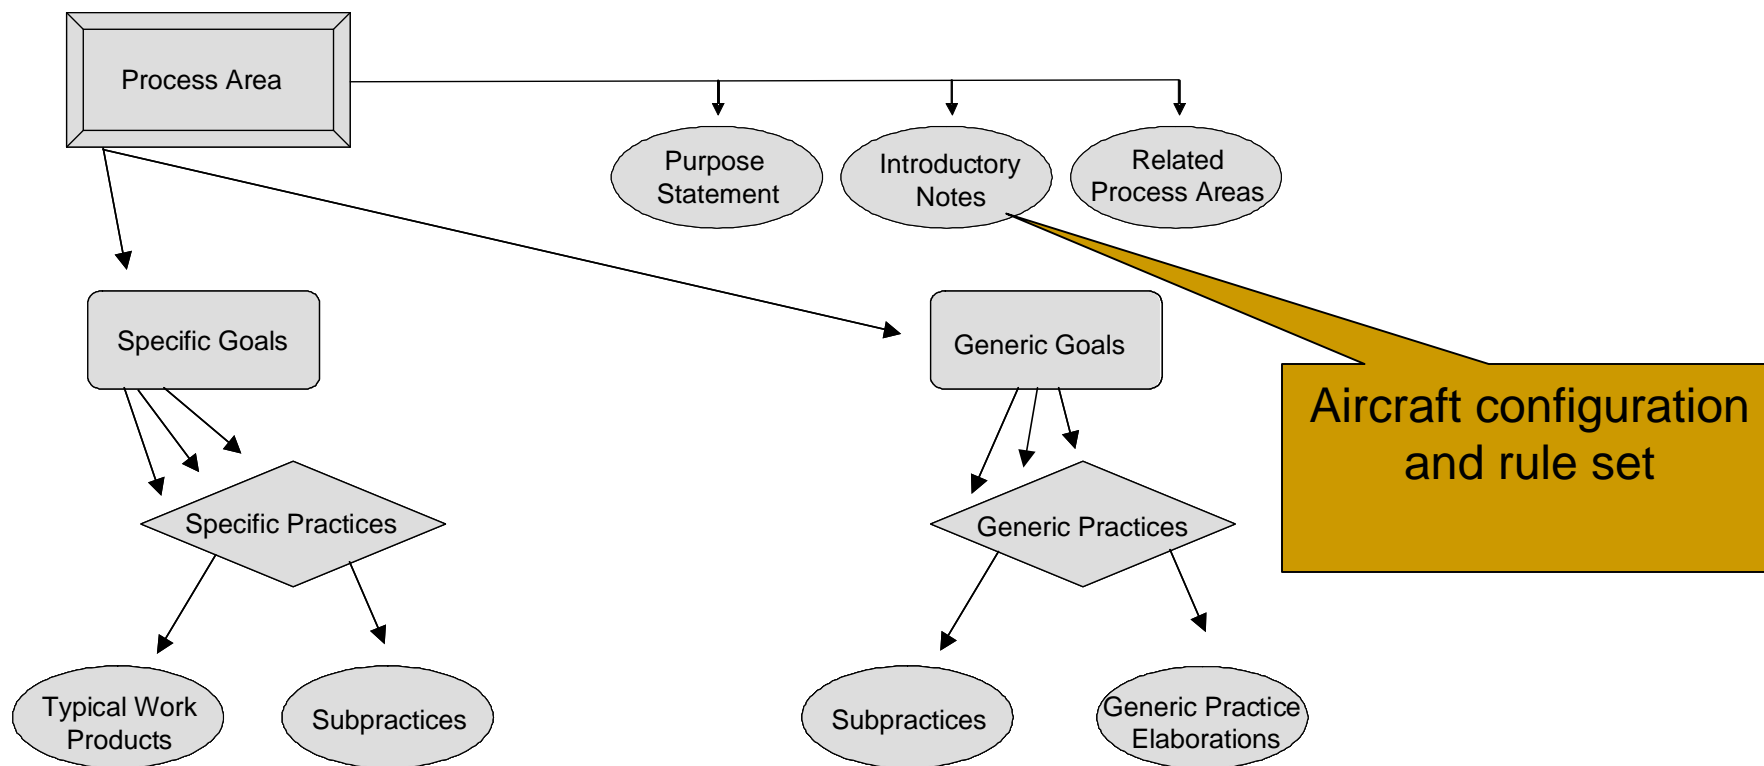 Process Area
Purpose
Statement
Introductory
Notes
Related
Process Areas
Specific Goals
Generic Goals
Aircraft configuration
and rule set
Specific Practices
Generic Practices
Typical Work
Products
Subpractices
Subpractices
Generic Practice
Elaborations